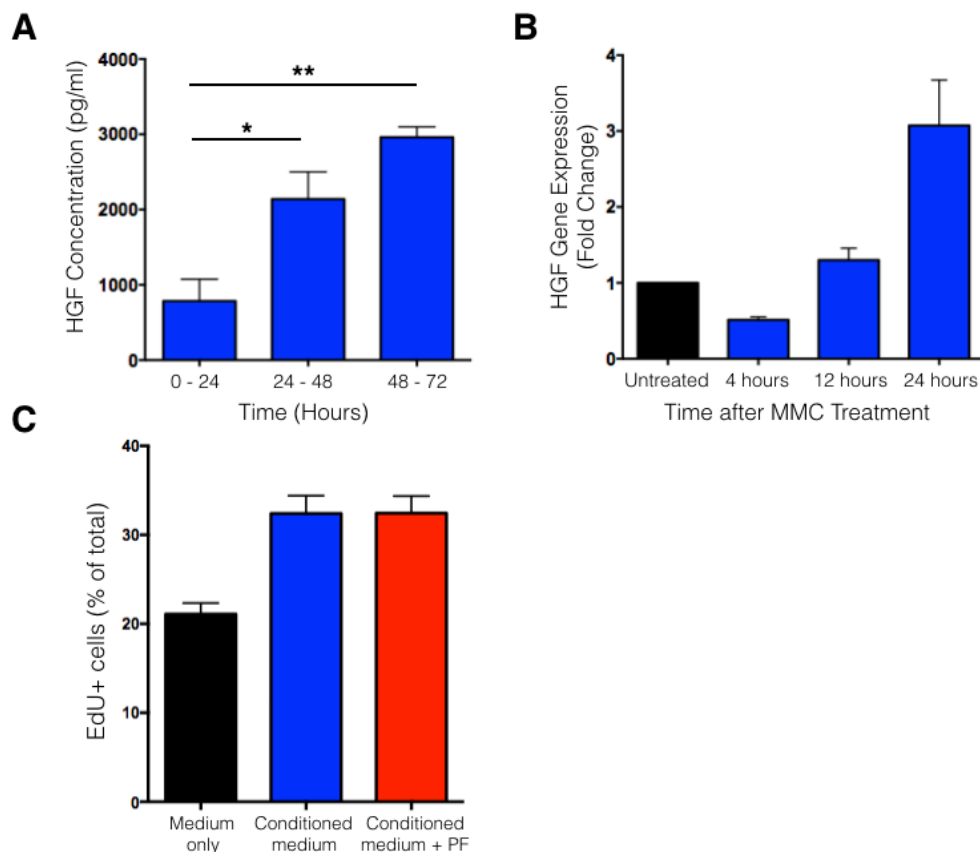 A
HGF Concentration (pg/ml)
4000
3000
2000
1000
0
**
*
0 - 24
24 - 48
48 - 72
Time (Hours)
B
HGF Gene Expression
(Fold Change)
4
3
2
1
0
Untreated
4 hours
12 hours
24 hours
Time after MMC Treatment
C
EdU+ cells (% of total)
40
30
20
10
0
Medium
only
Conditioned
medium
Conditioned
medium + PF